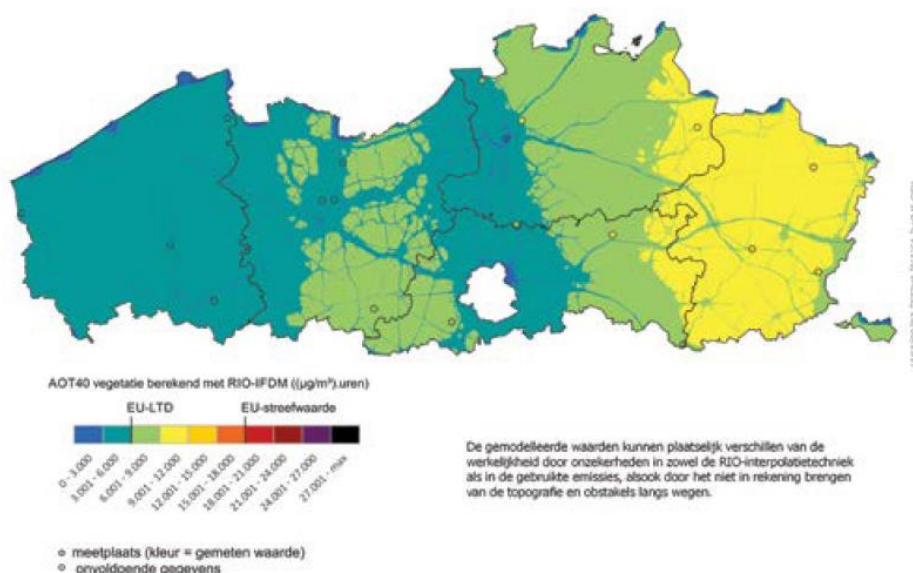 AOT40 vegetatie berekend met RIO-IFDM ((µg/m³).uren)
EU-LTD EU-streefwaarde
0 - 3.000
3.001 - 6.000
6.001 - 9.000
9.001 - 12.000
12.001 - 15.000
15.001 - 18.000
18.001 - 21.000
21.001 - 24.000
24.001 - 27.000
27.001 - max
De gemodelleerde waarden kunnen plaatselijk verschillen van de
werkelijkheid door onzekerheden in zowel de RIO-interpolatietechniek
als in de gebruikte emissies, alsook door het niet in rekening brengen
van de topografie en obstakels langs wegen.
meetplaats (kleur = gemeten waarde)
onvoldoende gegevens